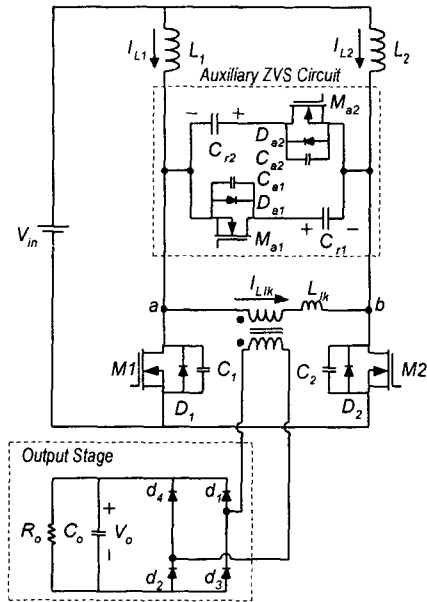 I_L1 L_1 I_L2 L_2
Auxiliary ZVS Circuit
M_a2
− +
D_a2
C_r2
C_a2
C_a1
D_a1
+ −
V_in
M_a1 C_r1
I_Llk L_lk
a b
M1 C_1 C_2 M2
D_1 D_2
Output Stage
d_4 d_1
+
R_o C_o V_o
−
d_2 d_3